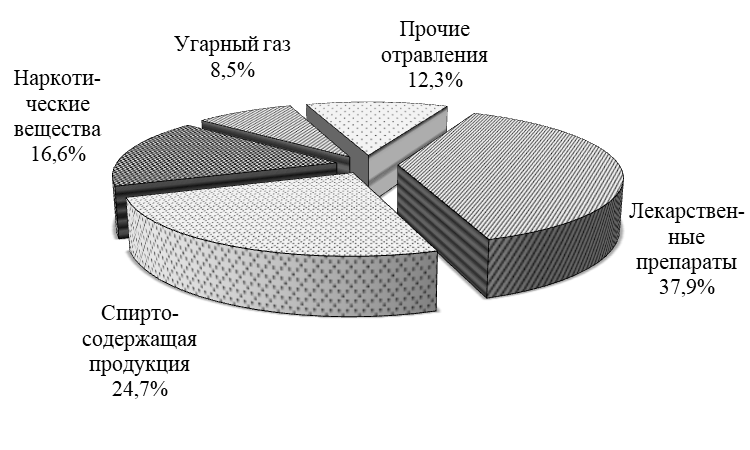 Угарный газ
8,5%
Прочие
отравления
12,3%
Наркоти-
ческие
вещества
16,6%
Лекарствен-
ные
препараты
37,9%
Спирто-
содержащая
продукция
24,7%